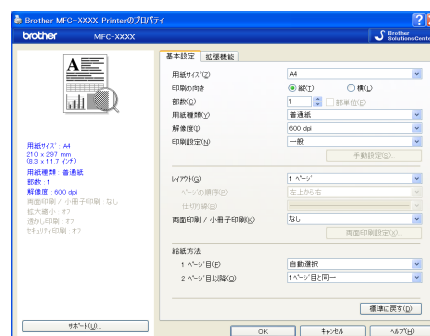 Brother MFC-XXXX Printerのプロパティ
brother MFC-XXXX
Brother SolutionsCenter
基本設定 拡張機能
用紙サイズ(Z) A4
印刷の向き 縦(T) 横(L)
部数(C) 1 部単位(E)
用紙種類(Y) 普通紙
解像度(I) 600 dpi
印刷設定(N) 一般
手動設定(S)...
レイアウト(G) 1 ページ
ページの順序(R) 左上から右
仕切り線(B)
両面印刷 / 小冊子印刷(K) なし
両面印刷設定(X)...
給紙方法
1 ページ目(F) 自動選択
2 ページ目以降(O) 1ページ目と同一
標準に戻す(D)
用紙サイズ : A4
210 x 297 mm
(8.3 x 11.7 インチ)
用紙種類 : 普通紙
部数 : 1
解像度 : 600 dpi
両面印刷 / 小冊子印刷 : なし
拡大縮小 : オフ
透かし印刷 : オフ
セキュリティ印刷 : オフ
サポート(U)...
OK キャンセル ヘルプ(H)